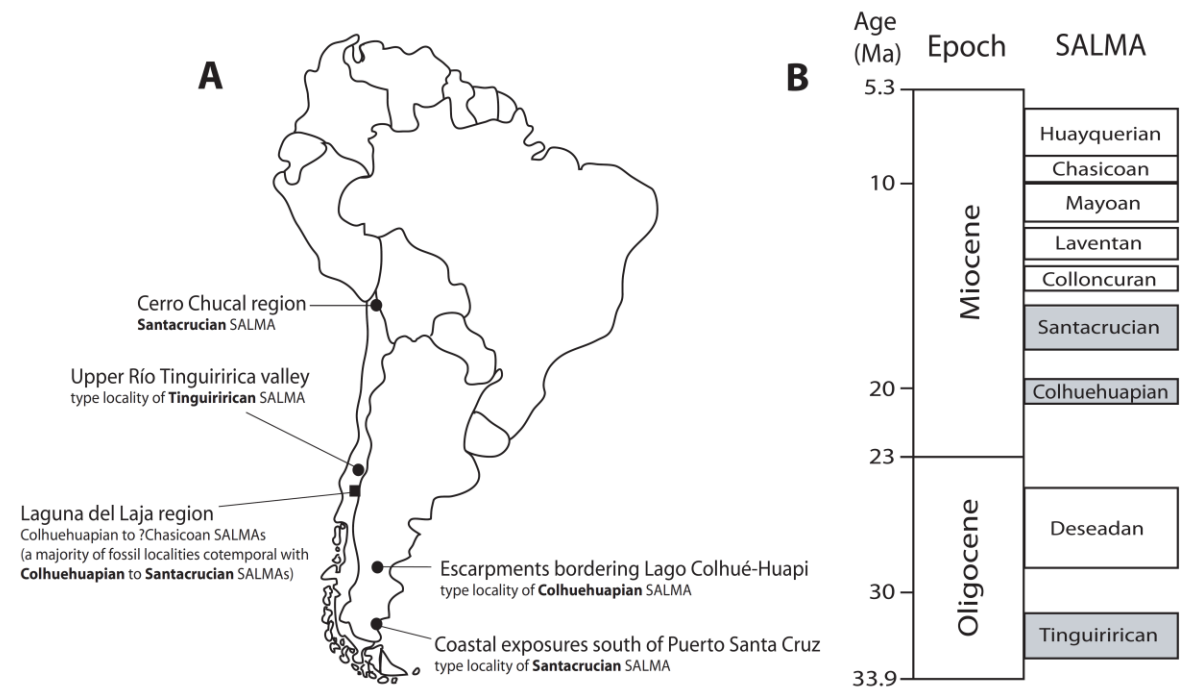 A
Cerro Chucal region
Santacrucian SALMA
Upper Río Tinguiririca valley
type locality of Tinguirirican SALMA
Laguna del Laja region
Colhuehuapian to ?Chasicoan SALMAs
(a majority of fossil localities cotemporal with
Colhuehuapian to Santacrucian SALMAs)
Escarpments bordering Lago Colhué-Huapi
type locality of Colhuehuapian SALMA
Coastal exposures south of Puerto Santa Cruz
type locality of Santacrucian SALMA
B
Age
(Ma)
Epoch
SALMA
5.3
10
20
23
30
33.9
Miocene
Oligocene
Huayquerian
Chasicoan
Mayoan
Laventan
Colloncuran
Santacrucian
Colhuehuapian
Deseadan
Tinguirirican